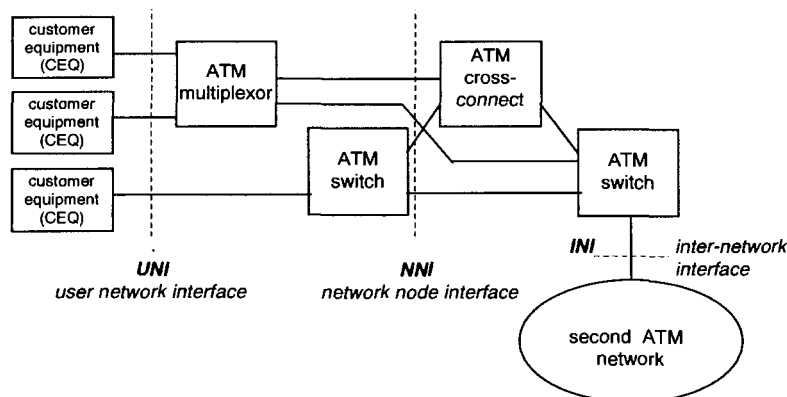 customer
equipment
(CEQ)
customer
equipment
(CEQ)
customer
equipment
(CEQ)
ATM
multiplexor
ATM
cross-
connect
ATM
switch
ATM
switch
UNI
user network interface
NNI
network node interface
INI
inter-network
interface
second ATM
network